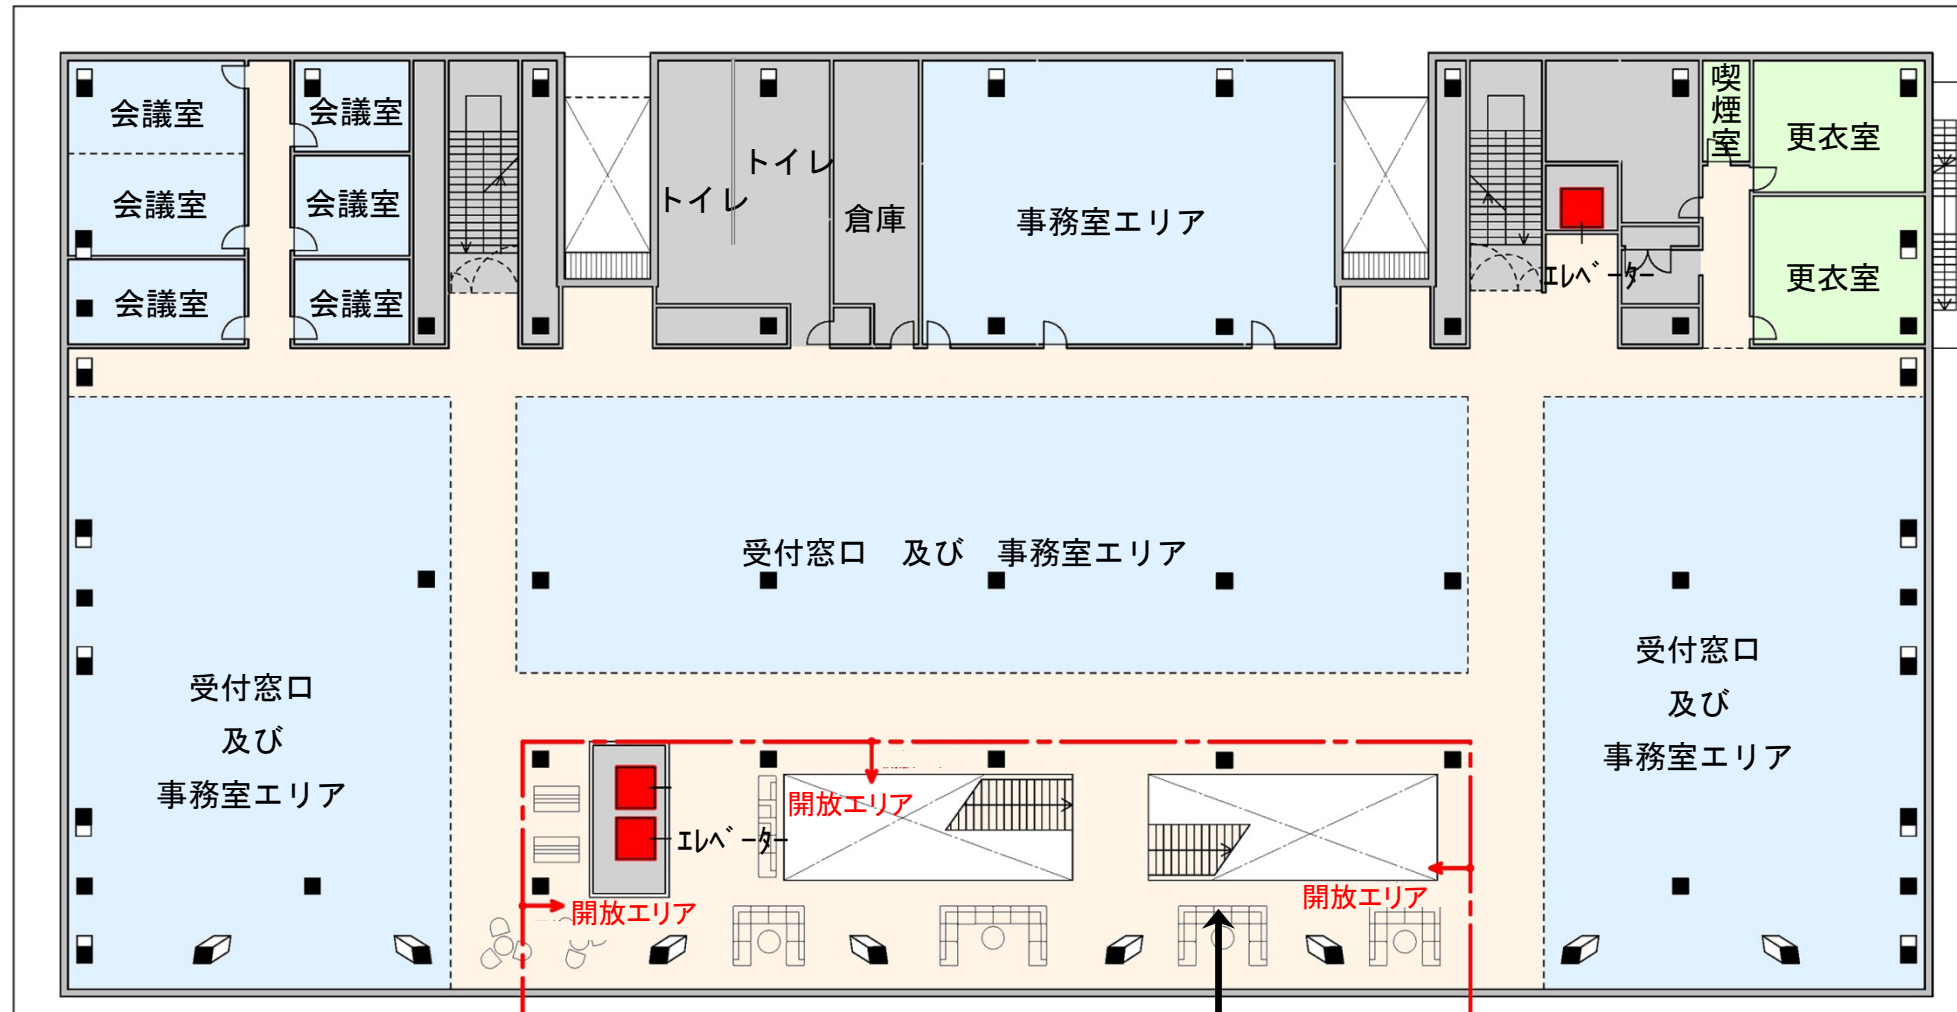 会議室
会議室
会議室
会議室
会議室
会議室
トイレ
トイレ
倉庫
事務室エリア
エレベーター
喫煙室
更衣室
更衣室
受付窓口 及び 事務室エリア
受付窓口
及び
事務室エリア
受付窓口
及び
事務室エリア
開放エリア
エレベーター
開放エリア
開放エリア